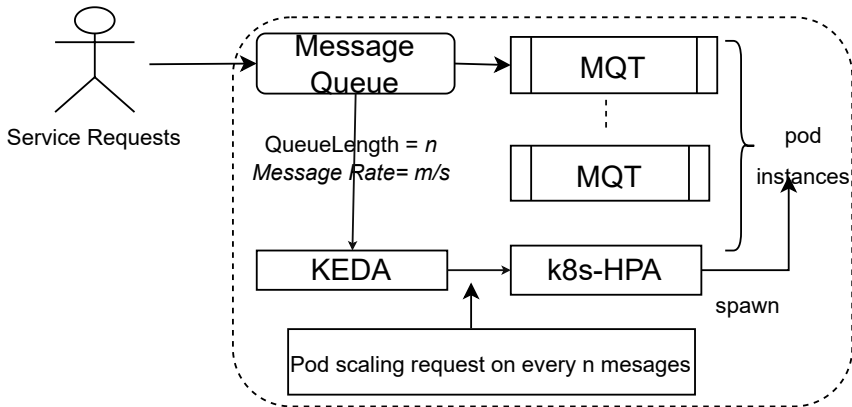 Message
Queue
MQT
Service Requests
QueueLength = n
Message Rate= m/s
MQT
pod
instances
KEDA
k8s-HPA
spawn
Pod scaling request on every n mesages